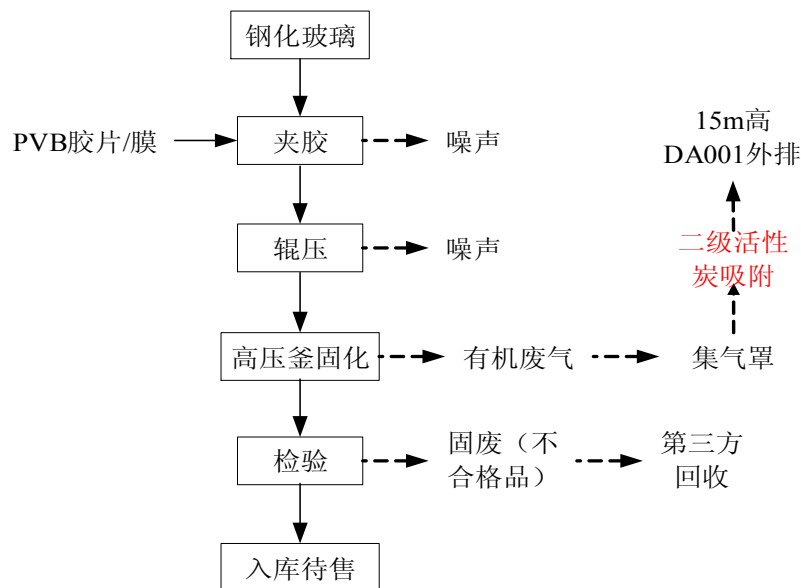 钢化玻璃
15m高
DA001外排
PVB胶片/膜
夹胶
噪声
辊压
噪声
二级活性
炭吸附
高压釜固化
有机废气
集气罩
检验
固废（不
合格品）
第三方
回收
入库待售